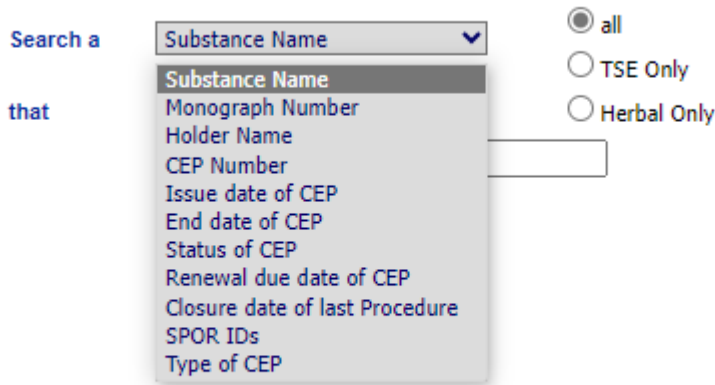 Search a
Substance Name
all
TSE Only
Herbal Only
that
Substance Name
Monograph Number
Holder Name
CEP Number
Issue date of CEP
End date of CEP
Status of CEP
Renewal due date of CEP
Closure date of last Procedure
SPOR IDs
Type of CEP